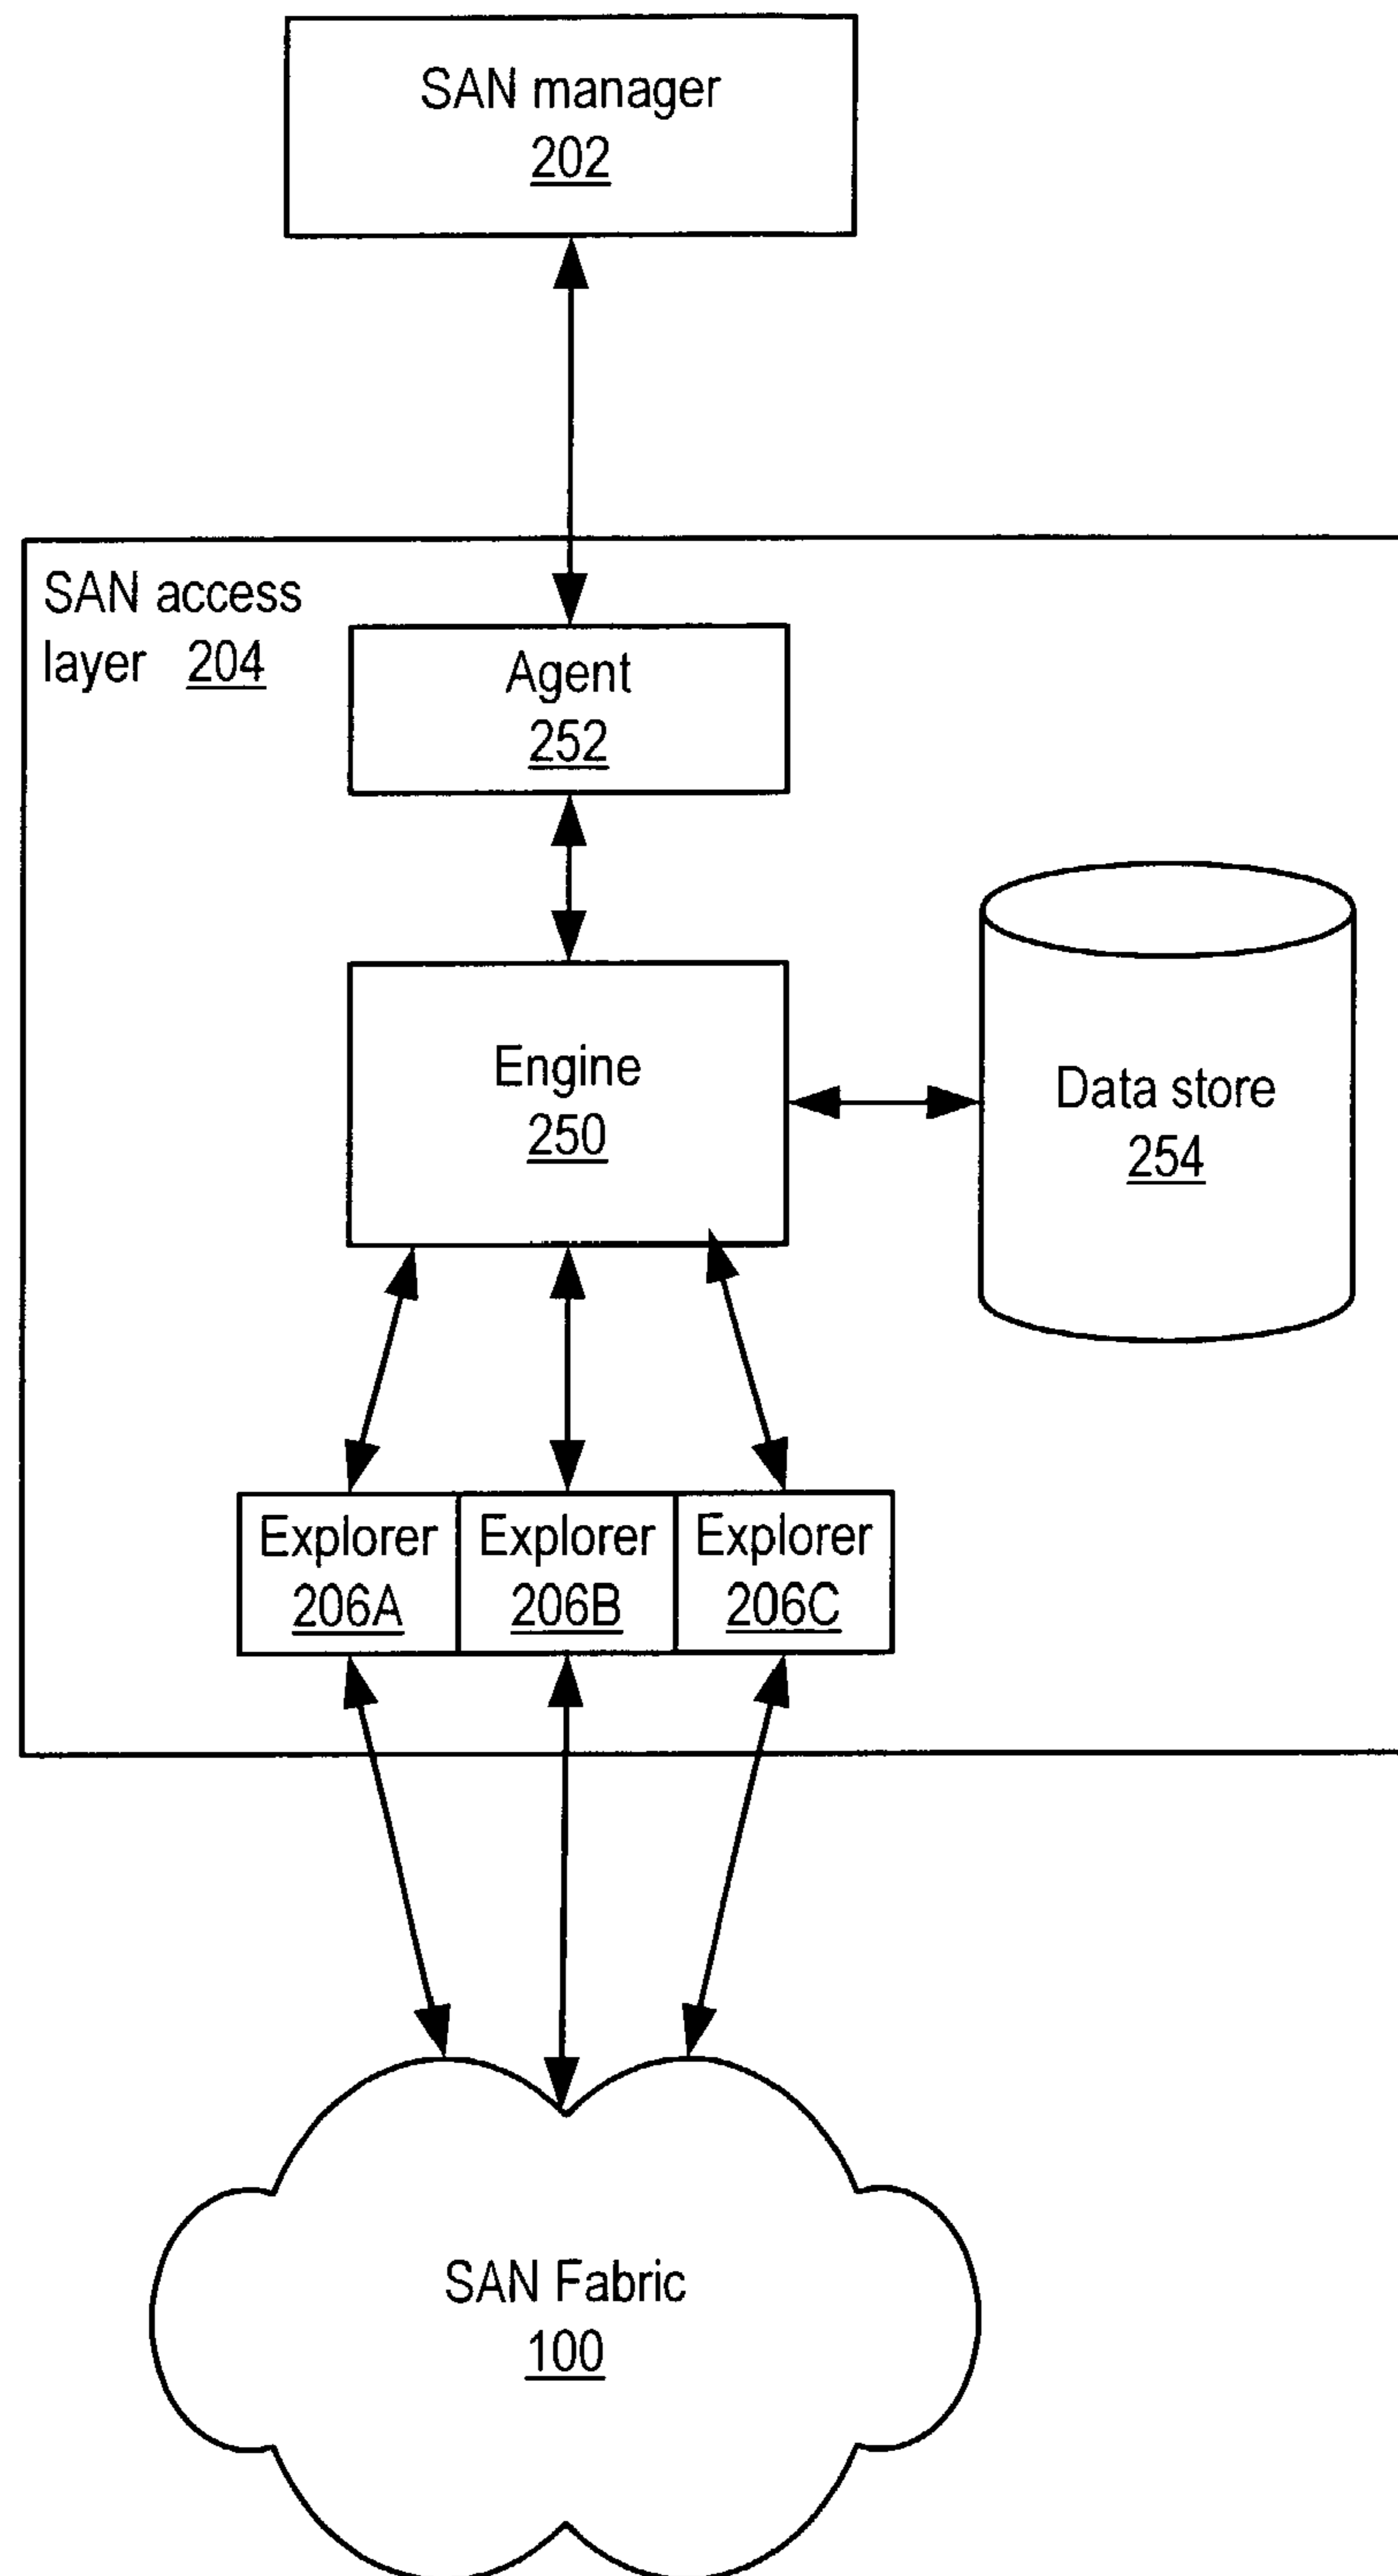 SAN manager
202
SAN access
layer 204
Agent
252
Engine
250
Data store
254
Explorer
206A
Explorer
206B
Explorer
206C
SAN Fabric
100